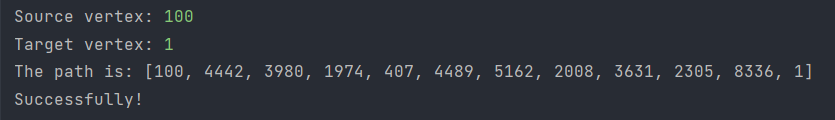 Source vertex: 100
Target vertex: 1
The path is: [100, 4442, 3980, 1974, 407, 4489, 5162, 2008, 3631, 2305, 8336, 1]
Successfully!